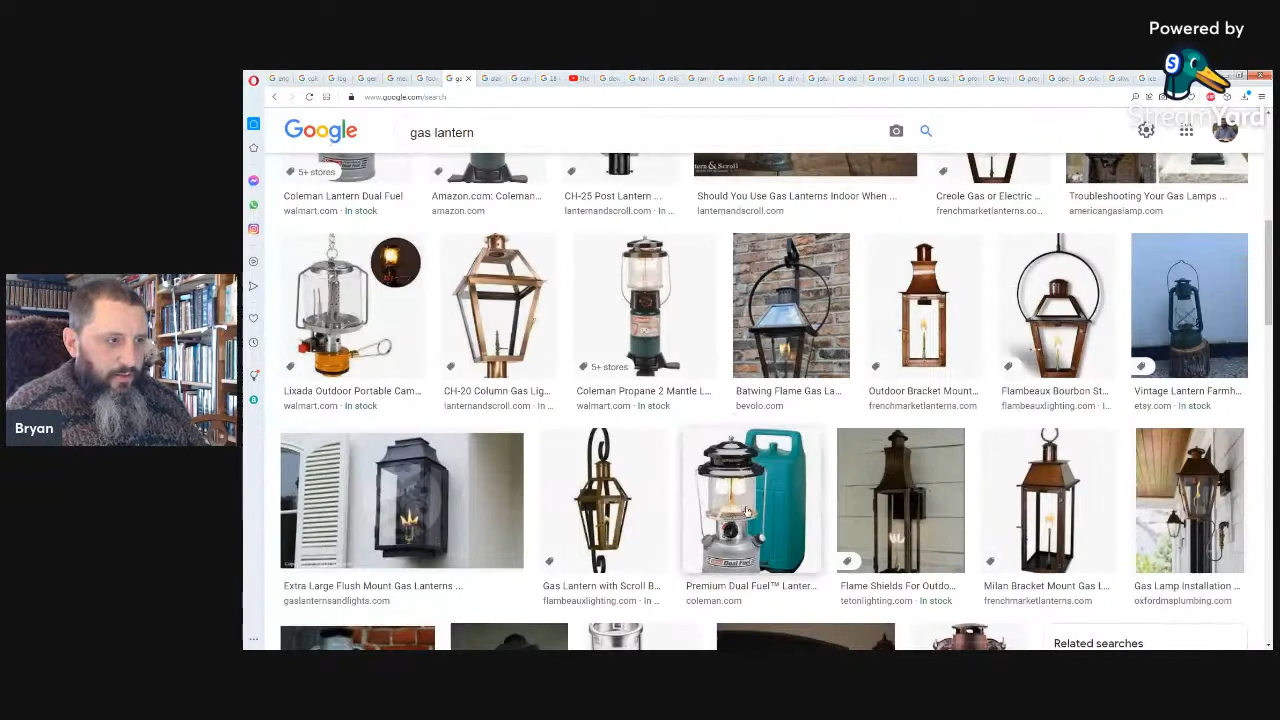 Powered by
StreamYard
www.google.com/search
Google
gas lantern
5+ stores
Coleman Lantern Dual Fuel
walmart.com · In stock
Amazon.com: Coleman...
amazon.com
CH-25 Post Lantern ...
lanternandscroll.com · In ...
Should You Use Gas Lanterns Indoor When ...
lanternandscroll.com
Creole Gas or Electric ...
frenchmarketlanterns.co...
Troubleshooting Your Gas Lamps ...
americangaslamp.com
Lixada Outdoor Portable Cam...
walmart.com · In stock
CH-20 Column Gas Lig...
lanternandscroll.com · In ...
5+ stores
Coleman Propane 2 Mantle L...
walmart.com · In stock
Batwing Flame Gas La...
bevolo.com
Outdoor Bracket Mount...
frenchmarketlanterns.com
Flambeaux Bourbon St...
flambeauxlighting.com · I...
Vintage Lantern Farmh...
etsy.com · In stock
Bryan
Extra Large Flush Mount Gas Lanterns ...
gaslanternsandlights.com
Gas Lantern with Scroll B...
flambeauxlighting.com · In ...
Dual Fuel
Premium Dual Fuel™ Lanter...
coleman.com
Flame Shields For Outdo...
tetonlighting.com · In stock
Milan Bracket Mount Gas L...
frenchmarketlanterns.com
Gas Lamp Installation ...
oxfordmsplumbing.com
Related searches